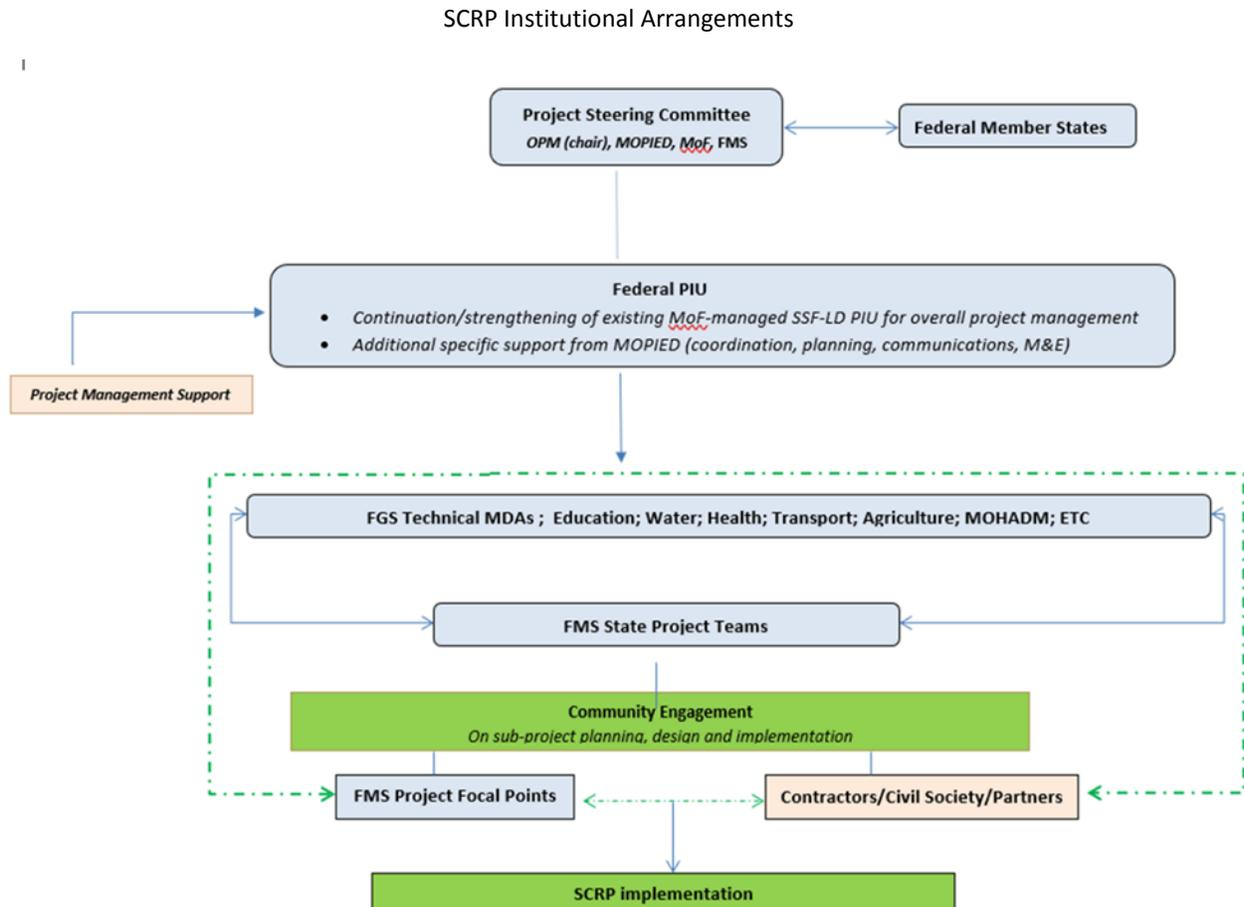 SCRP Institutional Arrangements
Project Steering Committee
OPM (chair), MOPIED, MoF, FMS
Federal Member States
Federal PIU
• Continuation/strengthening of existing MoF-managed SSF-LD PIU for overall project management
• Additional specific support from MOPIED (coordination, planning, communications, M&E)
Project Management Support
FGS Technical MDAs ; Education; Water; Health; Transport; Agriculture; MOHADM; ETC
FMS State Project Teams
Community Engagement
On sub-project planning, design and implementation
FMS Project Focal Points
Contractors/Civil Society/Partners
SCRP implementation